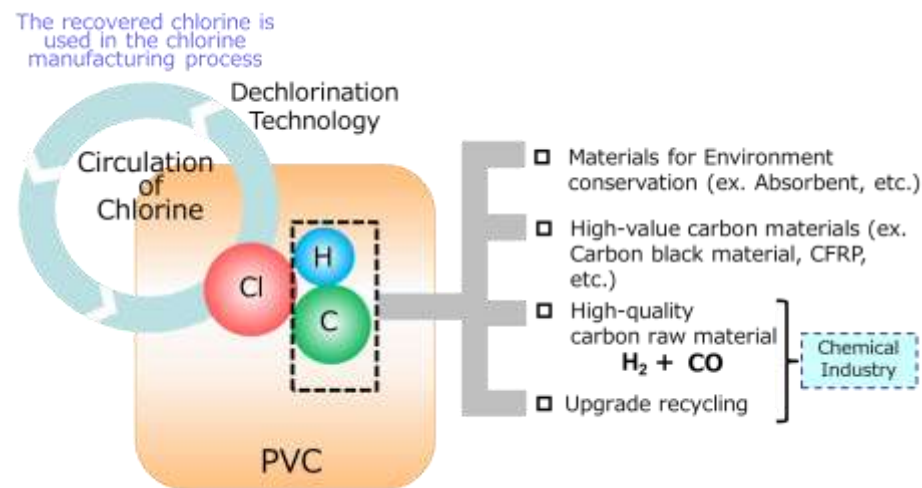 The recovered chlorine is
used in the chlorine
manufacturing process
Dechlorination
Technology
Circulation
of
Chlorine
Cl
H
C
PVC
Materials for Environment
conservation (ex. Absorbent, etc.)
High-value carbon materials (ex.
Carbon black material, CFRP,
etc.)
High-quality
carbon raw material
H₂ + CO
Upgrade recycling
Chemical
Industry